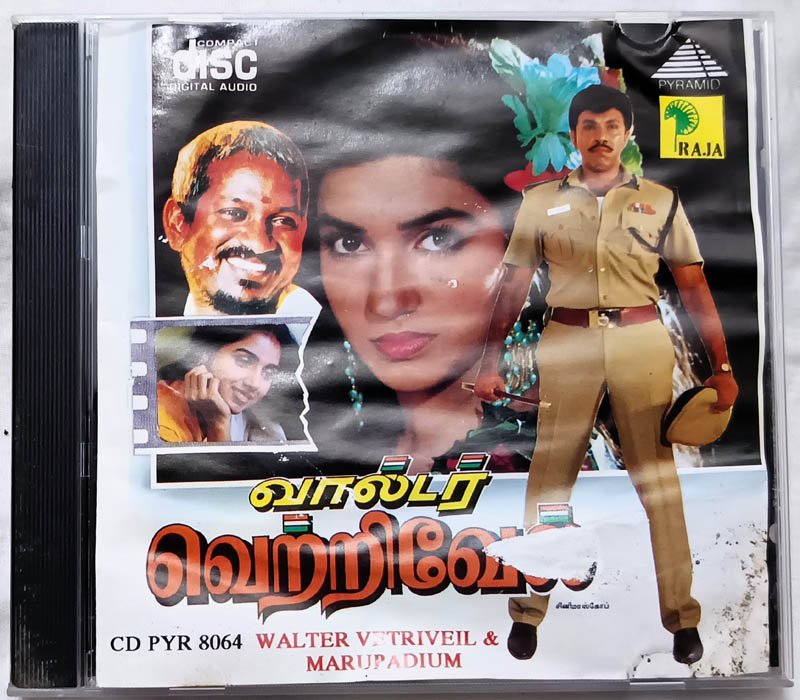 COMPACT
disc
DIGITAL AUDIO
PYRAMID
RAJA
வால்டர்
வெற்றிவேல்
சினிமாஸ்கோப்
CD PYR 8064 WALTER VETRIVEIL &
MARUPADIUM